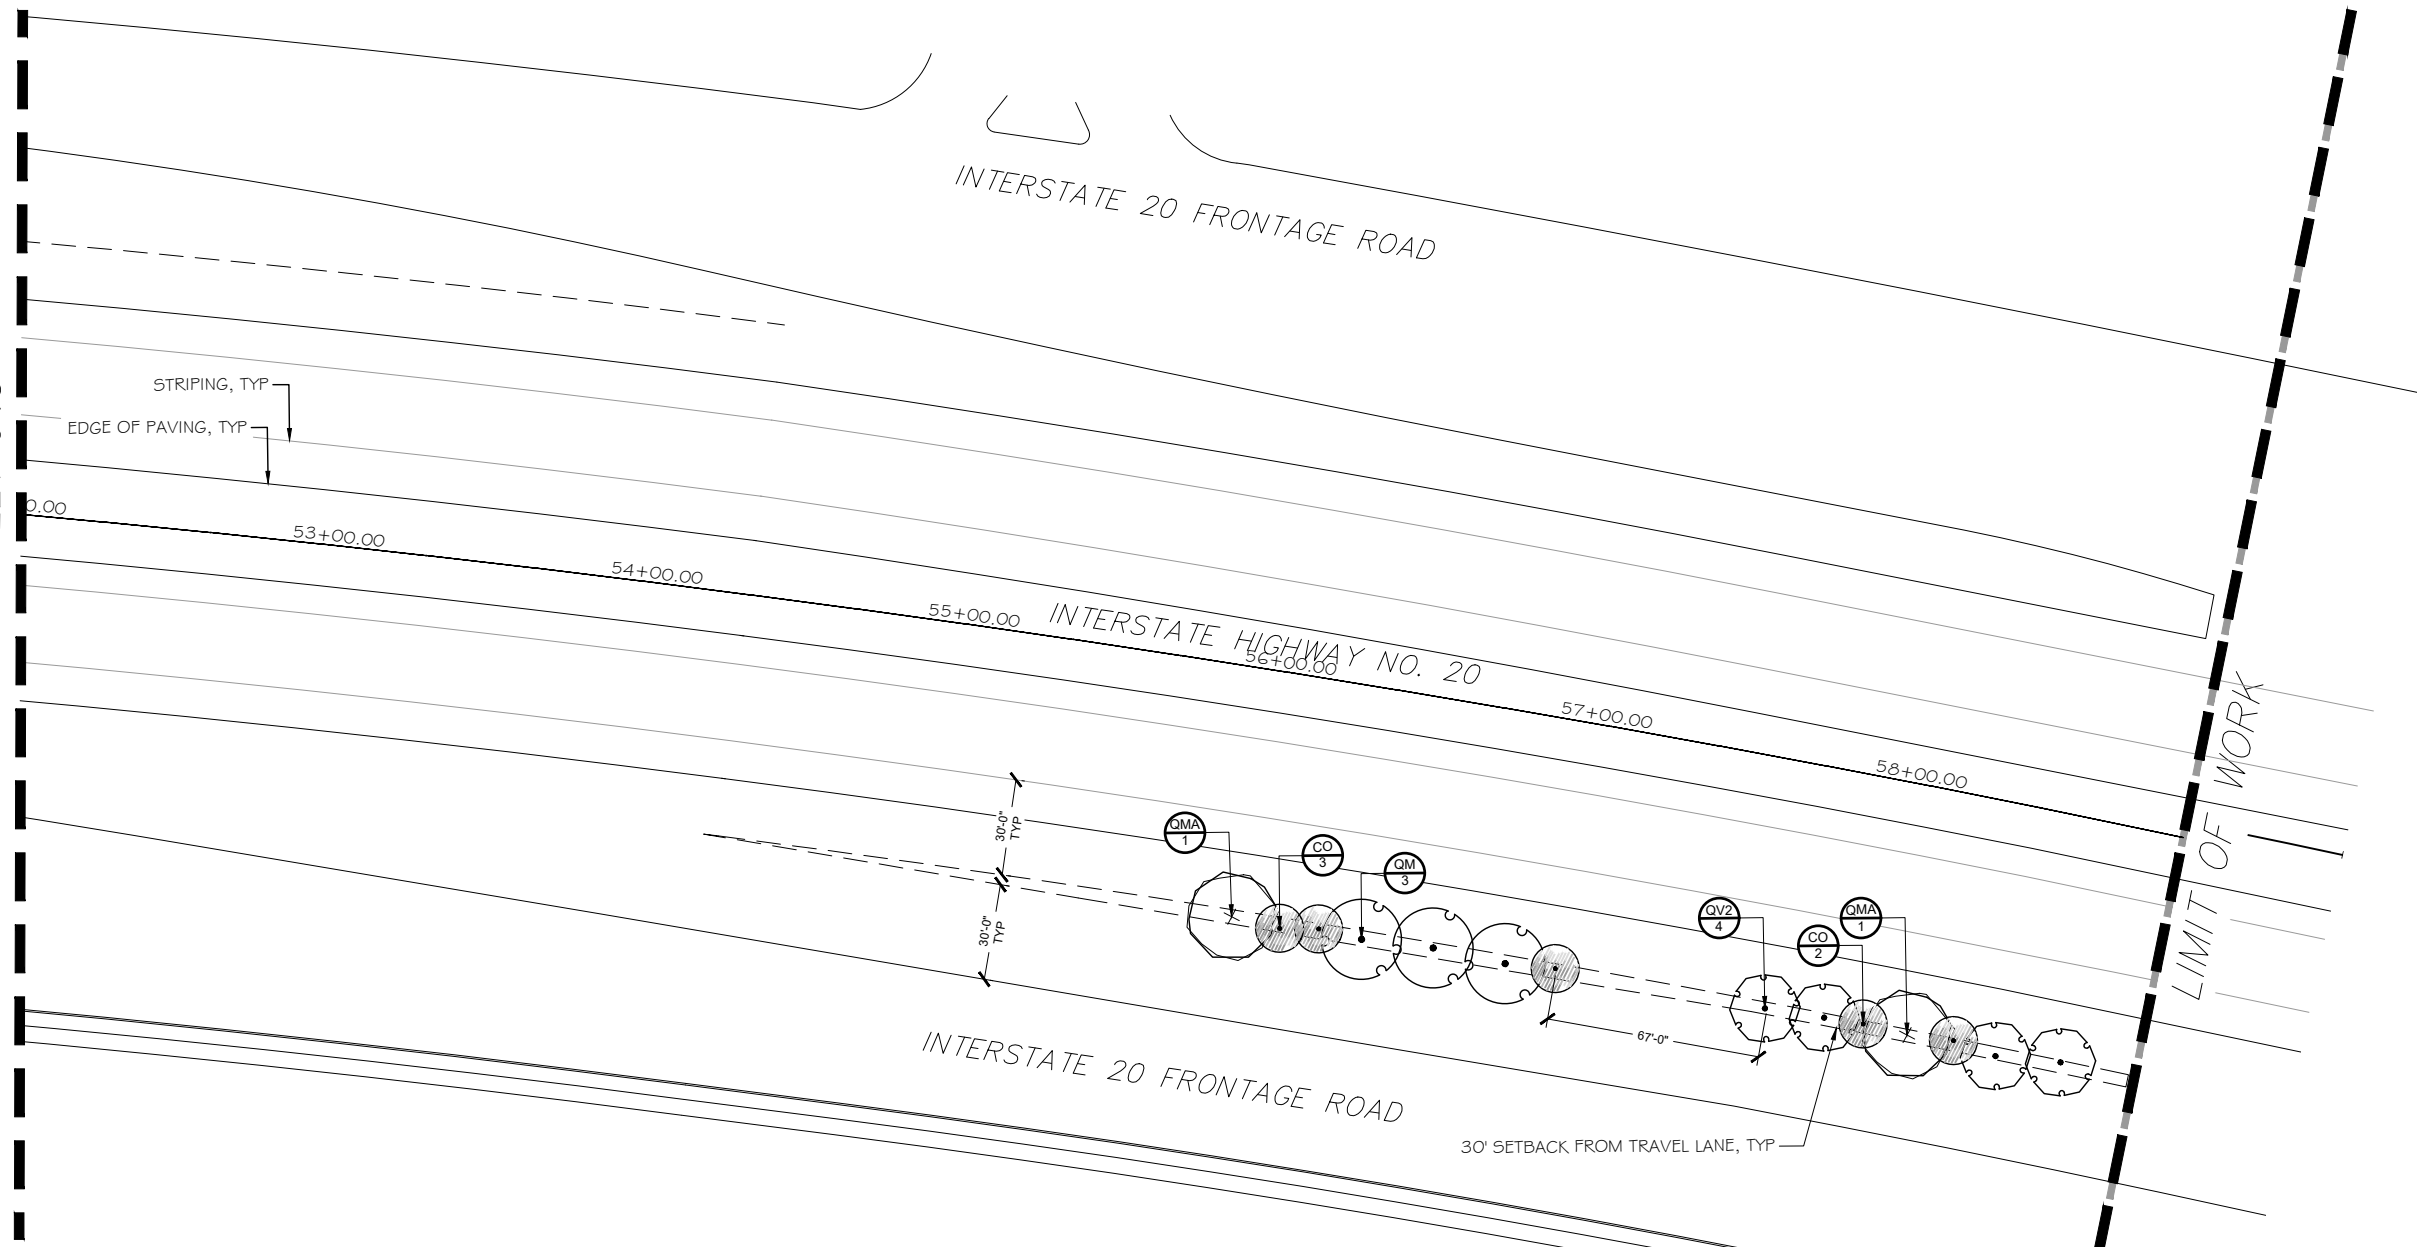 INTERSTATE 20 FRONTAGE ROAD
STRIPING, TYP
EDGE OF PAVING, TYP
0.00
53+00.00
54+00.00
55+00.00
INTERSTATE HIGHWAY NO. 20
56+00.00
57+00.00
58+00.00
LIMIT OF WORK
30'-0"
TYP
30'-0"
TYP
QMA
1
CO
3
QM
3
QV2
4
CO
2
QMA
1
67'-0"
INTERSTATE 20 FRONTAGE ROAD
30' SETBACK FROM TRAVEL LANE, TYP